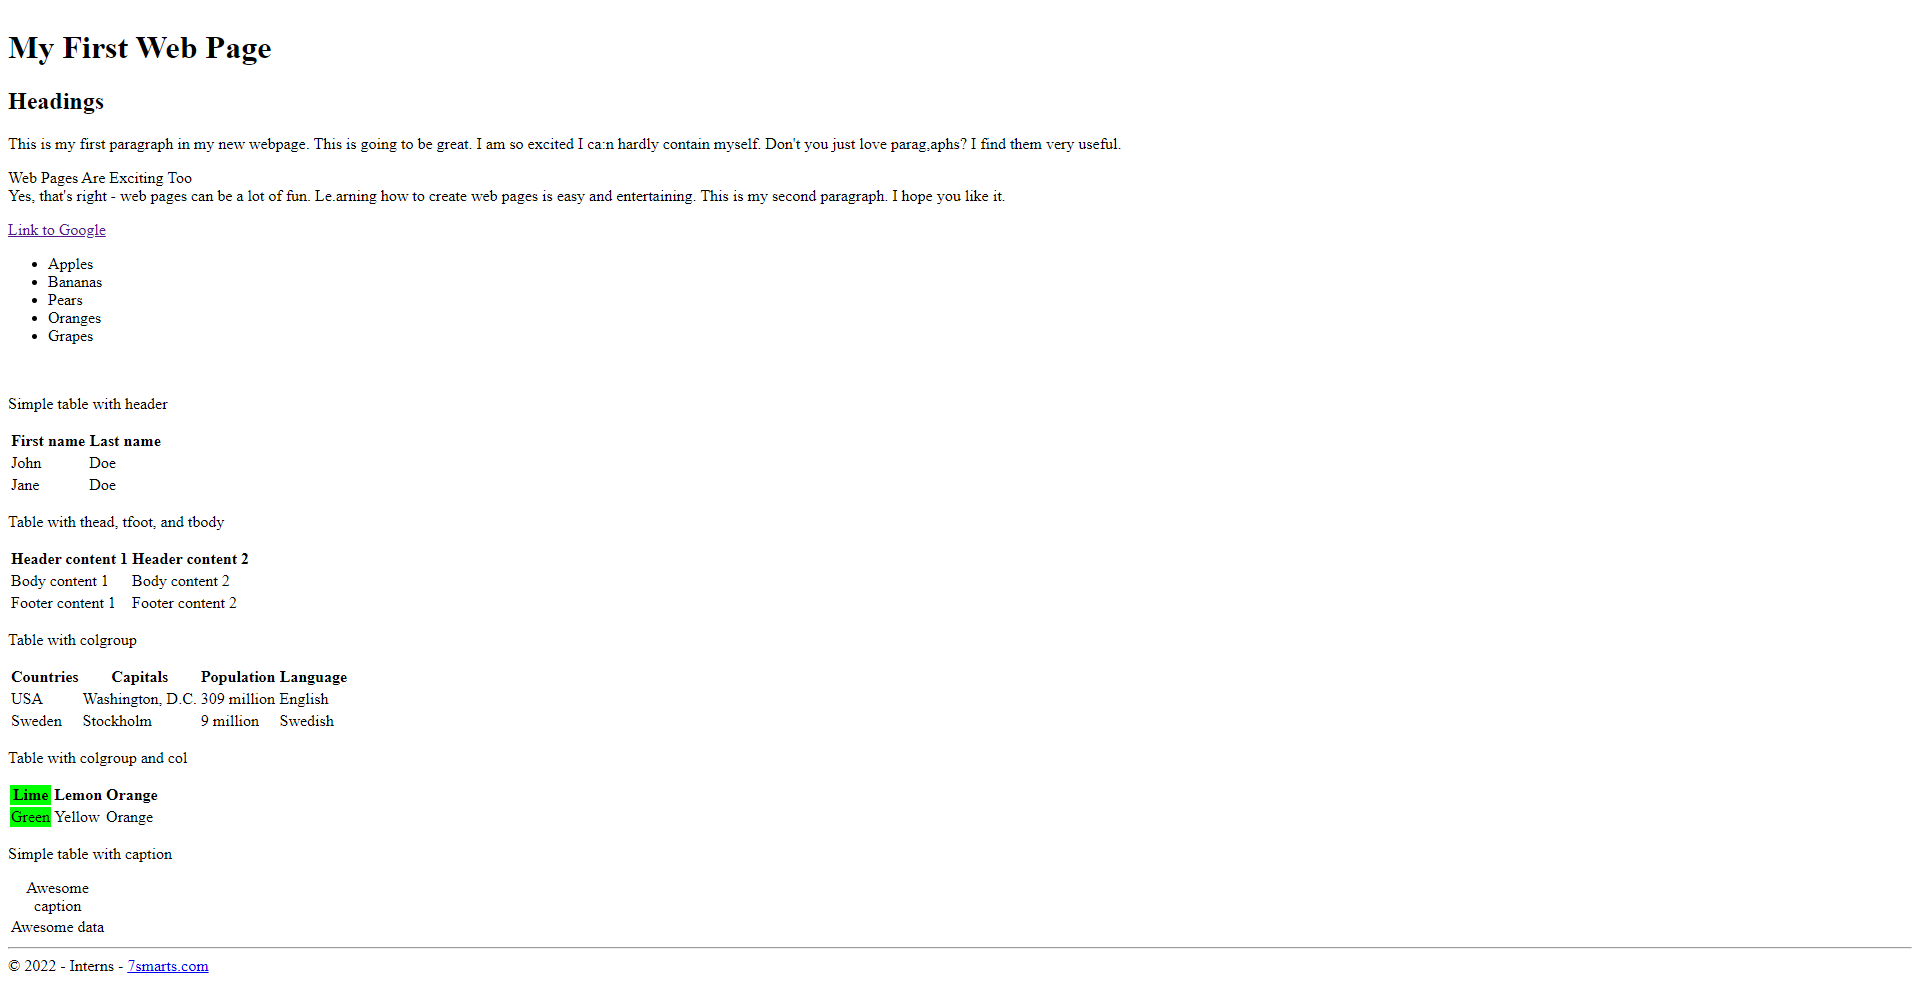 My First Web Page
Headings
This is my first paragraph in my new webpage. This is going to be great. I am so excited I ca:n hardly contain myself. Don't you just love parag,aphs? I find them very useful.
Web Pages Are Exciting Too
Yes, that's right - web pages can be a lot of fun. Le.arning how to create web pages is easy and entertaining. This is my second paragraph. I hope you like it.
Link to Google
• Apples
• Bananas
• Pears
• Oranges
• Grapes
Simple table with header
First name Last name
John Doe
Jane Doe
Table with thead, tfoot, and tbody
Header content 1 Header content 2
Body content 1 Body content 2
Footer content 1 Footer content 2
Table with colgroup
Countries Capitals Population Language
USA Washington, D.C. 309 million English
Sweden Stockholm 9 million Swedish
Table with colgroup and col
Lime Lemon Orange
Green Yellow Orange
Simple table with caption
Awesome
caption
Awesome data
© 2022 - Interns - 7smarts.com